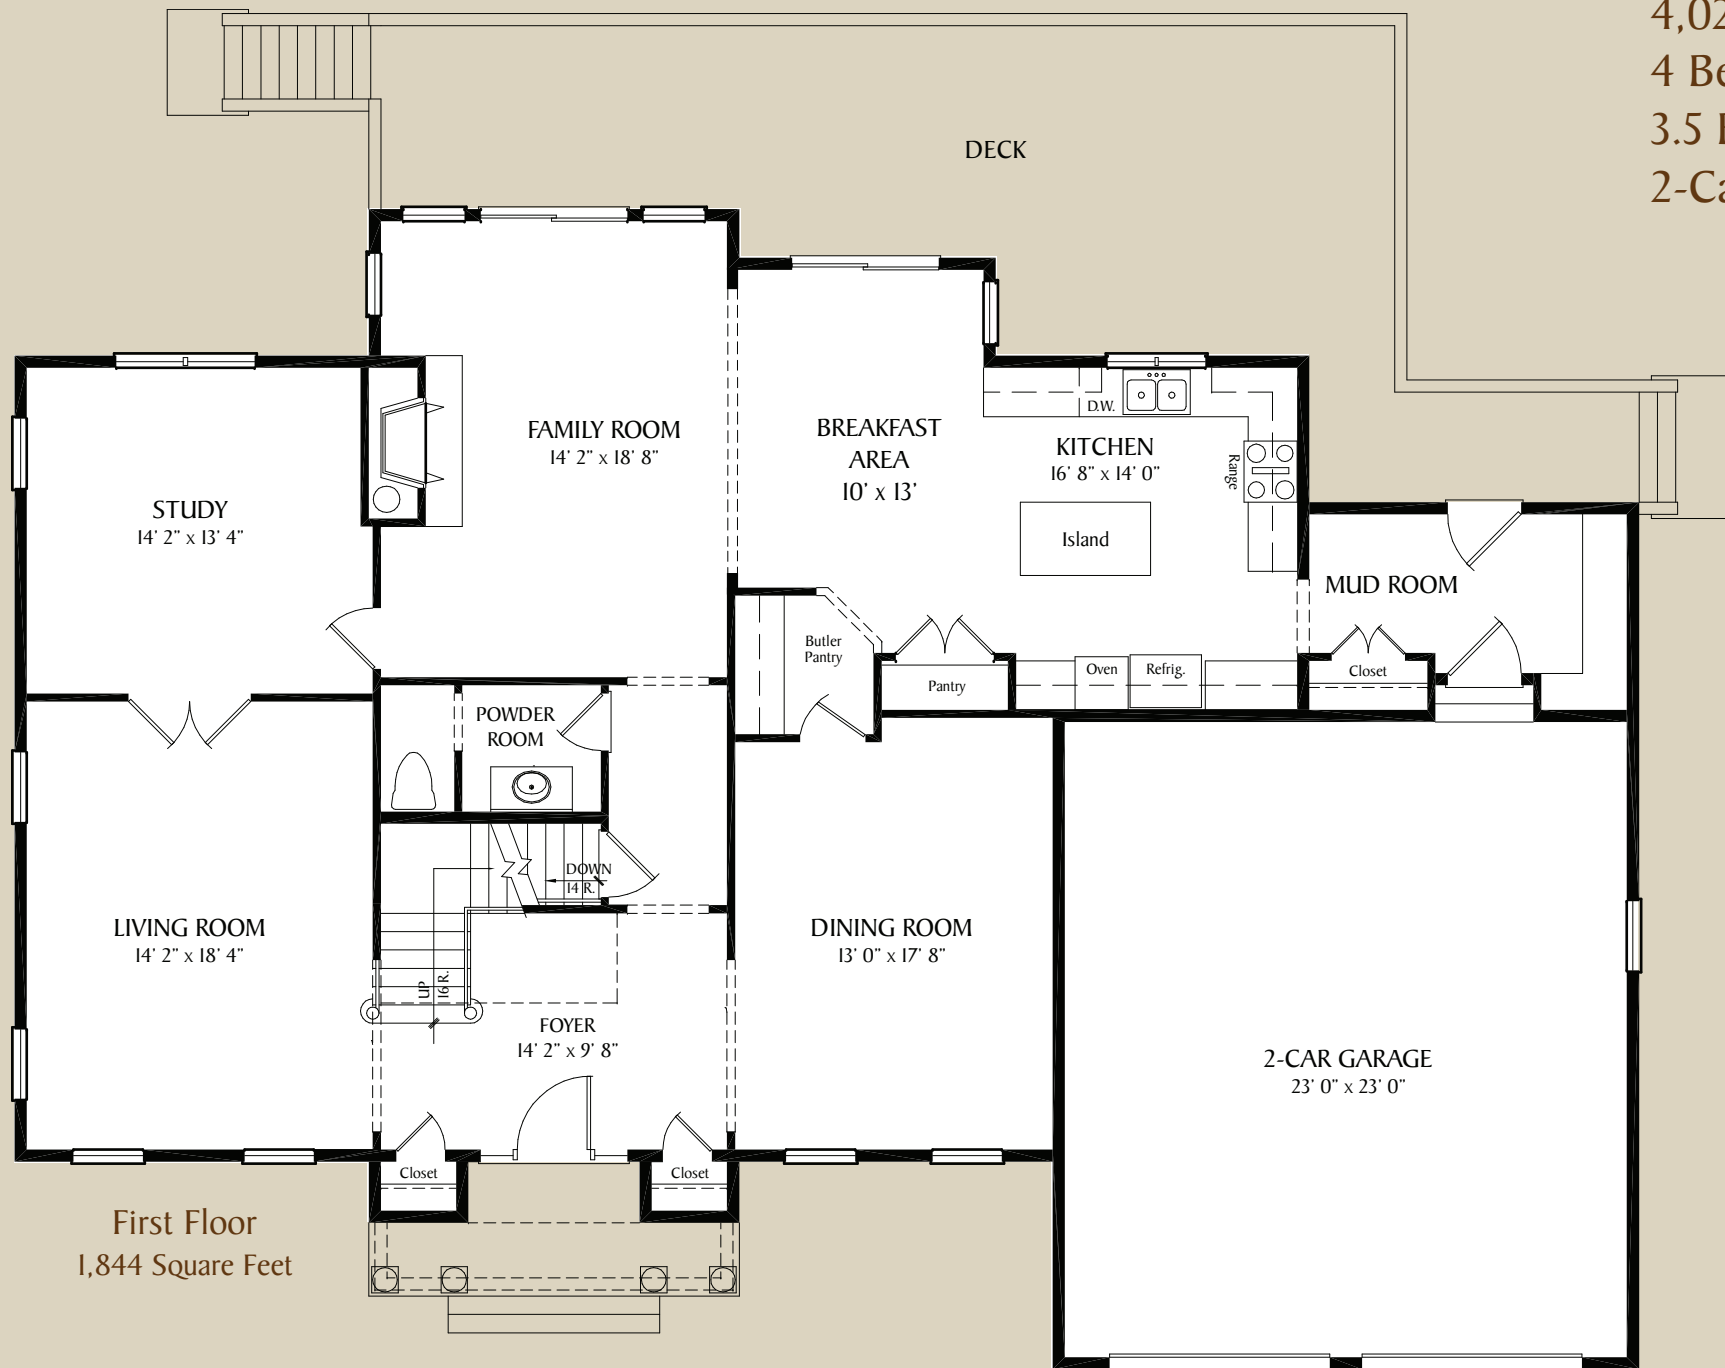 4,02
4 Be
3.5
2-Ca
DECK
FAMILY ROOM
14' 2" x 18' 8"
BREAKFAST
AREA
10' x 13'
D.W.
KITCHEN
16' 8" x 14' 0"
Range
Island
STUDY
14' 2" x 13' 4"
MUD ROOM
Butler
Pantry
Pantry
Oven
Refrig.
Closet
POWDER
ROOM
DOWN
14 R.
LIVING ROOM
14' 2" x 18' 4"
UP
16 R.
DINING ROOM
13' 0" x 17' 8"
FOYER
14' 2" x 9' 8"
2-CAR GARAGE
23' 0" x 23' 0"
Closet
Closet
First Floor
1,844 Square Feet